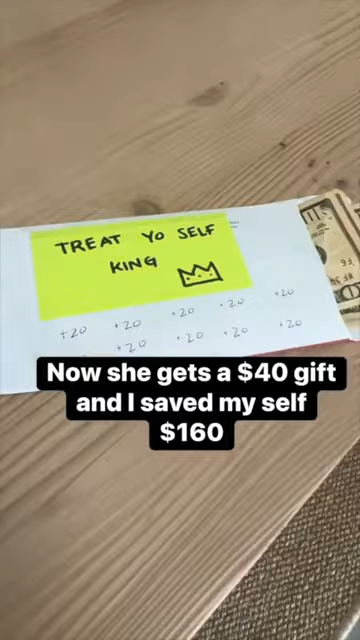 TREAT YO SELF
KING
+20 +20 +20 +20 +20
+20 +20 +20 +20
Now she gets a $40 gift
and I saved my self
$160